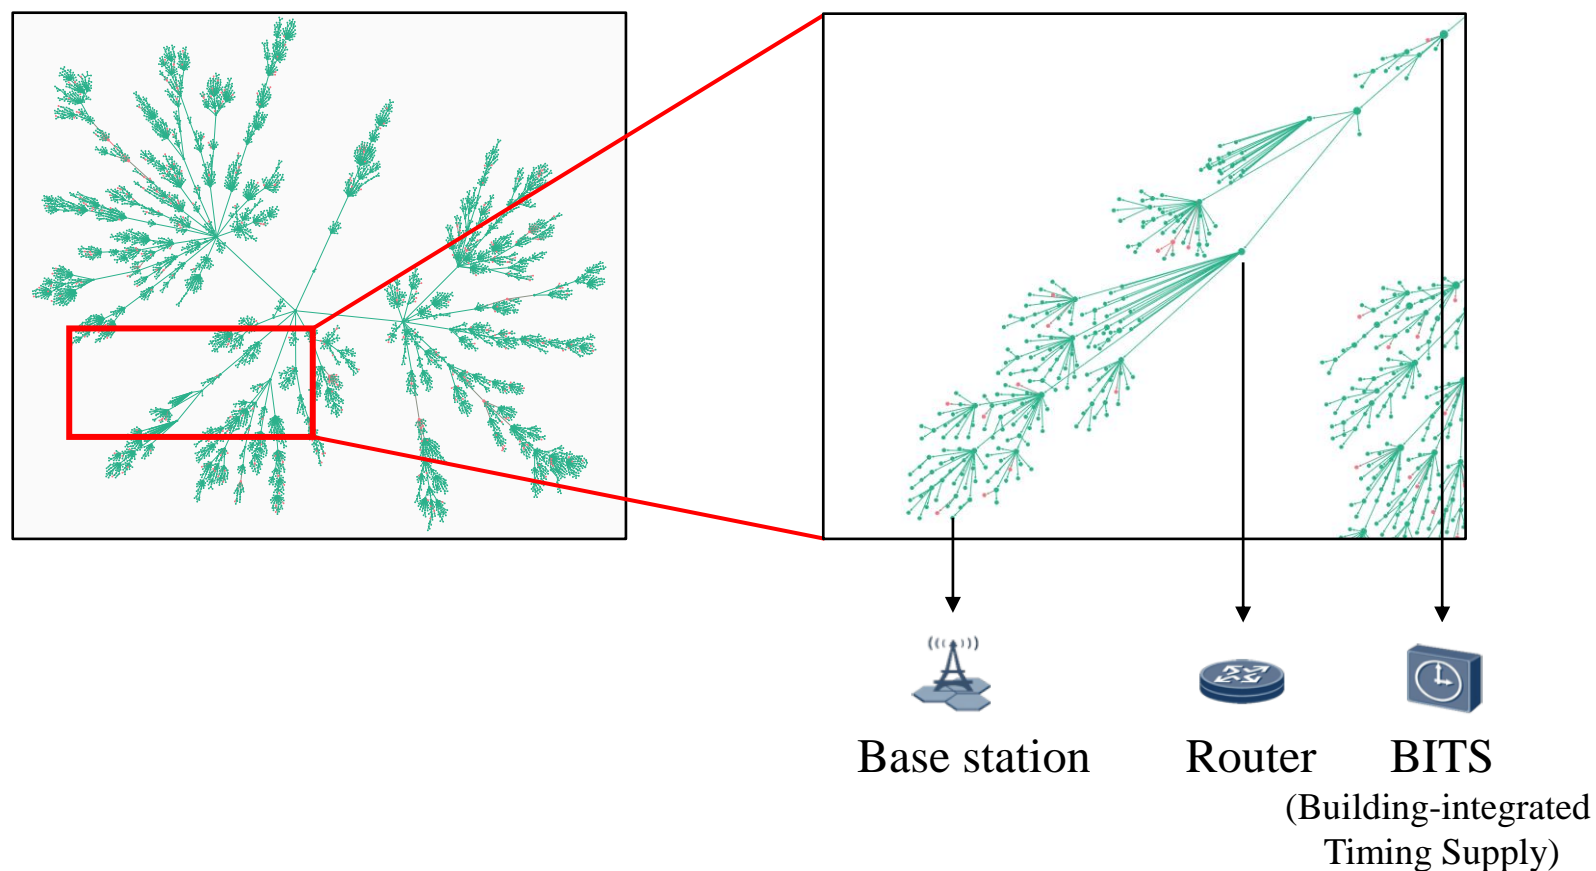 Base station
Router
BITS
(Building-integrated
Timing Supply)